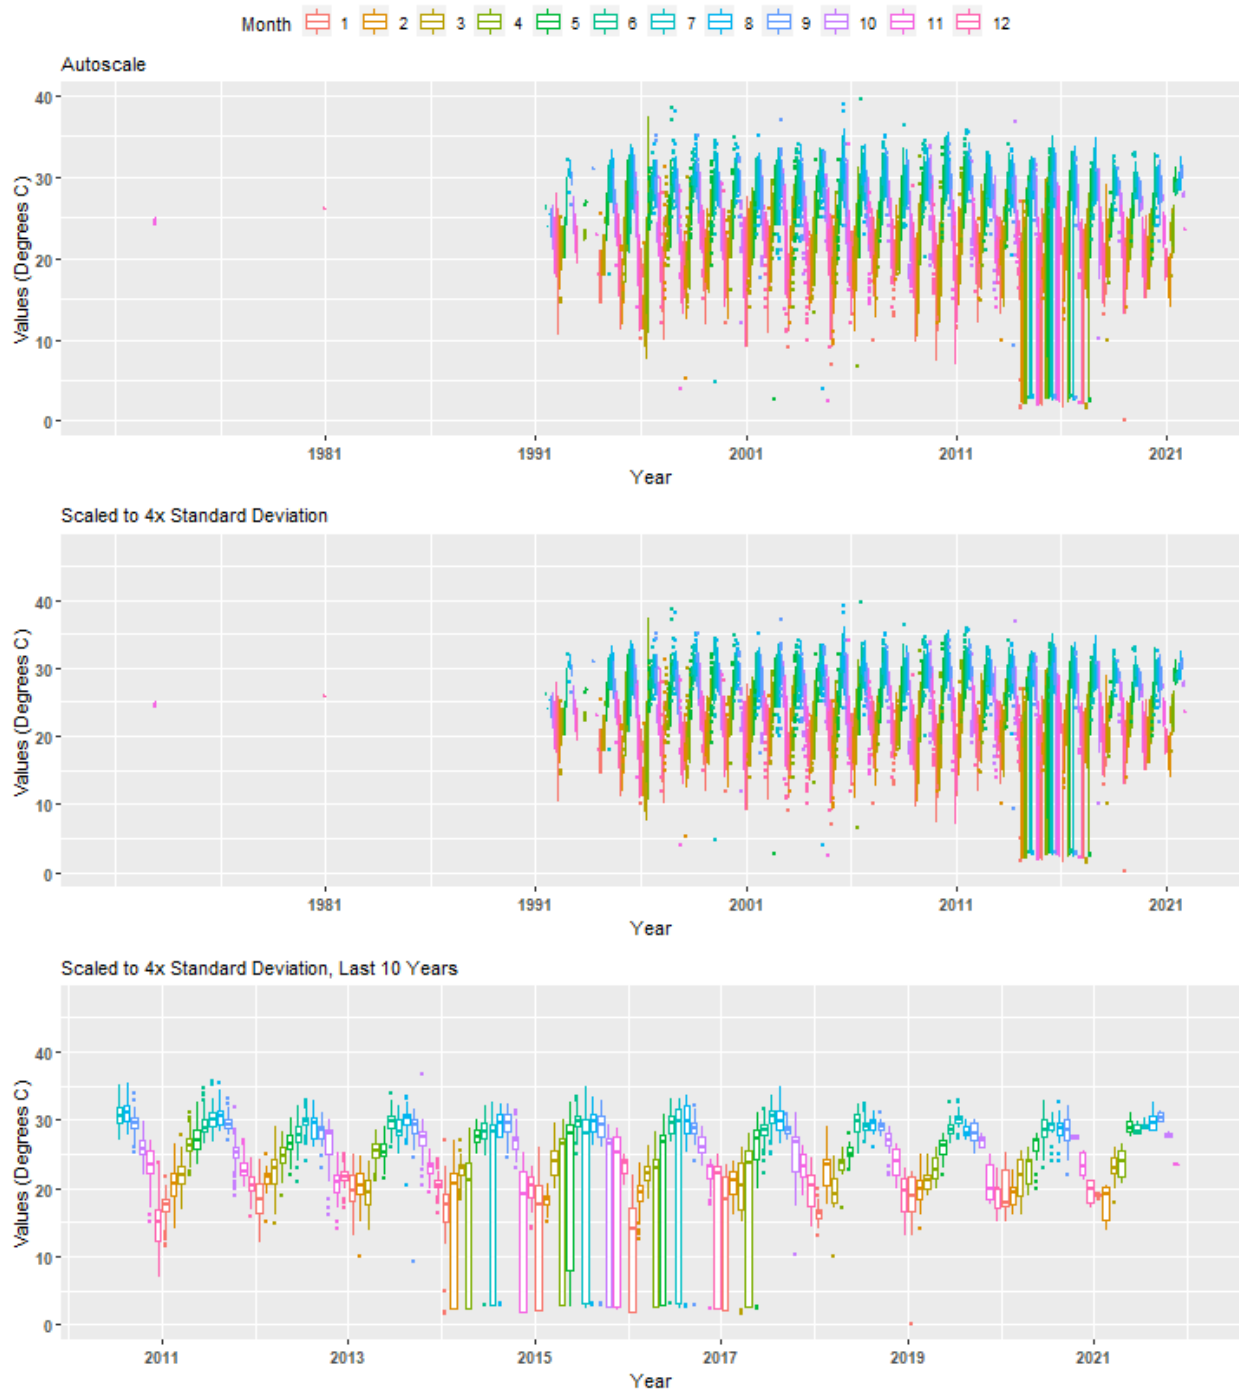 Month 1 2 3 4 5 6 7 8 9 10 11 12
Autoscale
Values (Degrees C)
40
30
20
10
0
1981 1991 2001 2011 2021
Year
Scaled to 4x Standard Deviation
Values (Degrees C)
40
30
20
10
0
1981 1991 2001 2011 2021
Year
Scaled to 4x Standard Deviation, Last 10 Years
Values (Degrees C)
40
30
20
10
0
2011 2013 2015 2017 2019 2021
Year